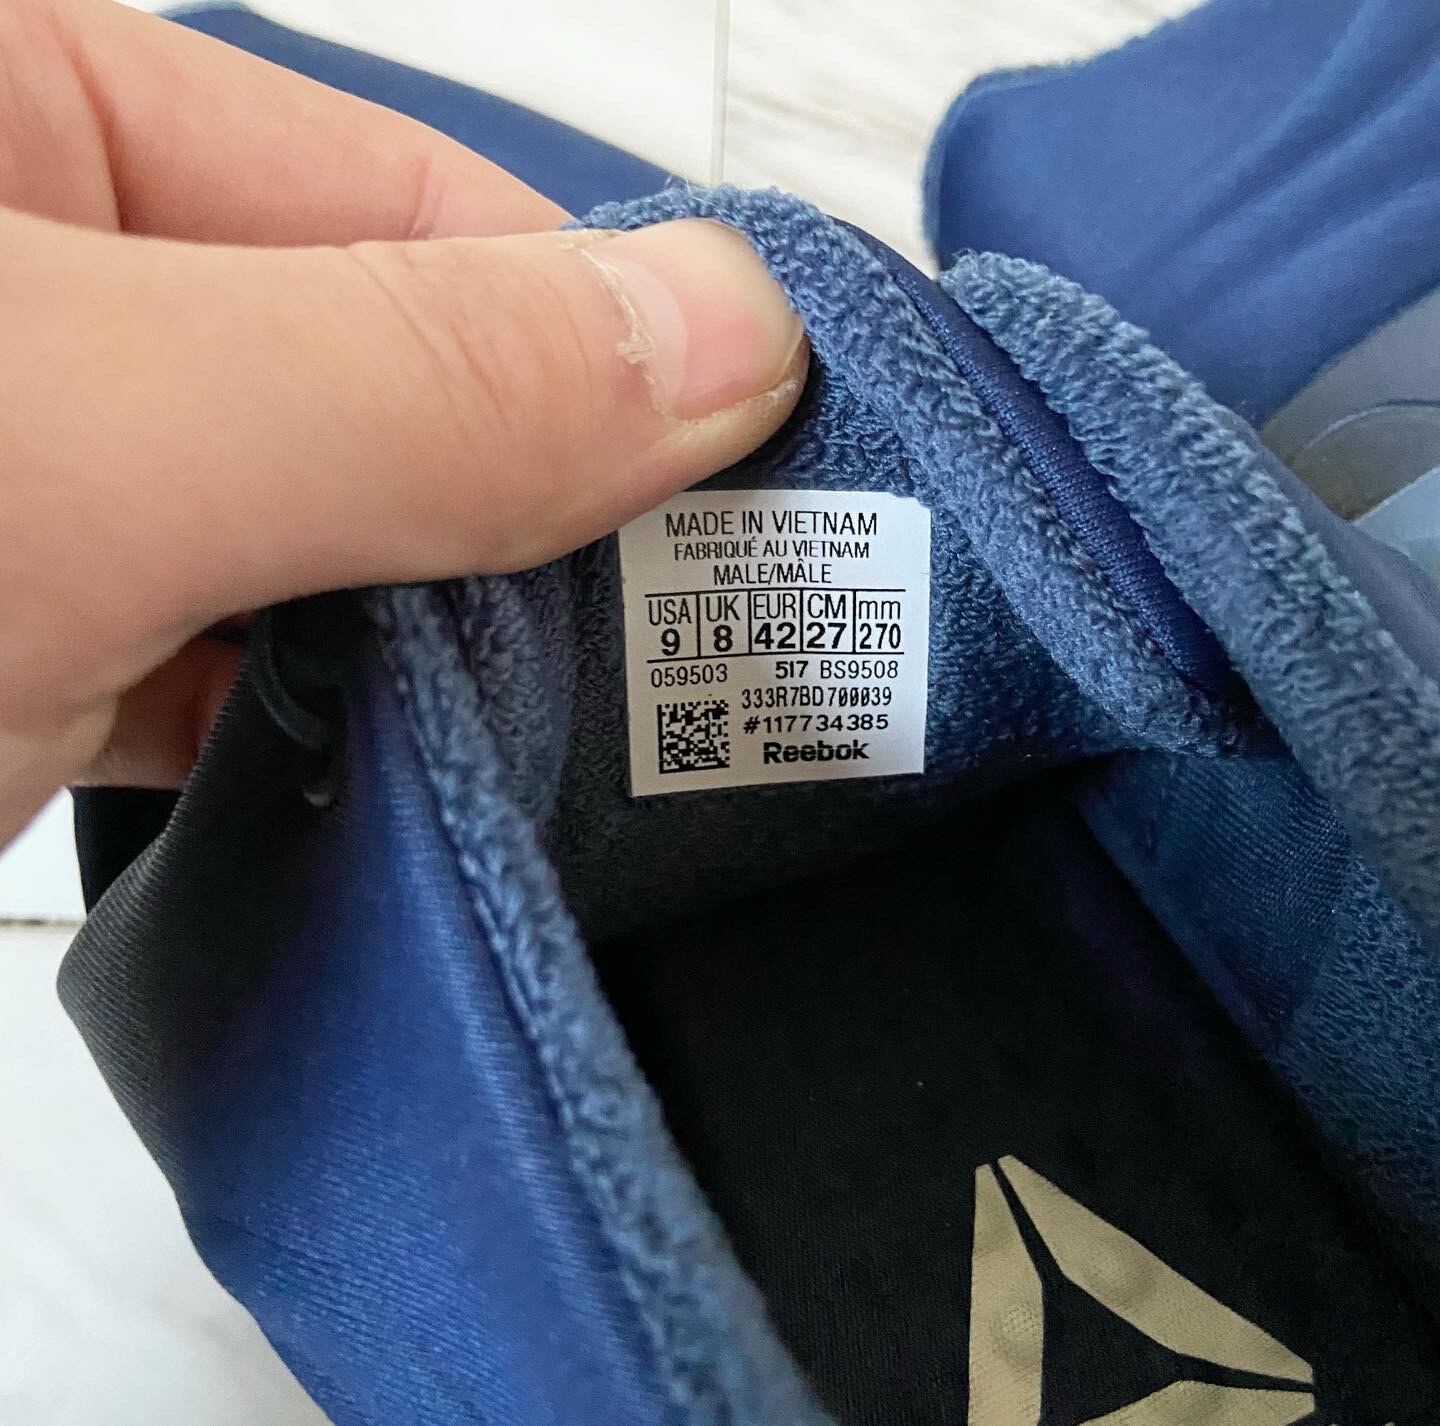 MADE IN VIETNAM
FABRIQUÉ AU VIETNAM
MALE/MÂLE
USA UK EUR CM mm
9 8 42 27 270
059503 517 BS9508
333R7BD700039
#117734385
Reebok